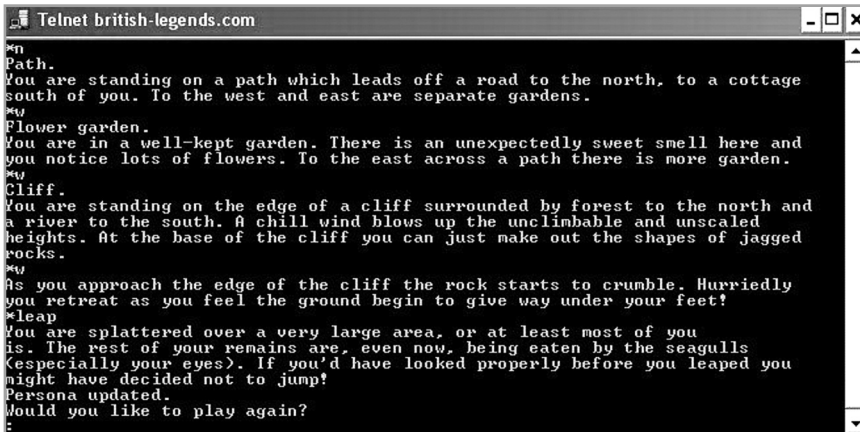 Telnet british-legends.com
*n
Path.
You are standing on a path which leads off a road to the north, to a cottage
south of you. To the west and east are separate gardens.
*w
Flower garden.
You are in a well-kept garden. There is an unexpectedly sweet smell here and
you notice lots of flowers. To the east across a path there is more garden.
*w
Cliff.
You are standing on the edge of a cliff surrounded by forest to the north and
a river to the south. A chill wind blows up the unclimbable and unscaled
heights. At the base of the cliff you can just make out the shapes of jagged
rocks.
*w
As you approach the edge of the cliff the rock starts to crumble. Hurriedly
you retreat as you feel the ground begin to give way under your feet!
*leap
You are splattered over a very large area, or at least most of you
is. The rest of your remains are, even now, being eaten by the seagulls
(especially your eyes). If you'd have looked properly before you leaped you
might have decided not to jump!
Persona updated.
Would you like to play again?
: